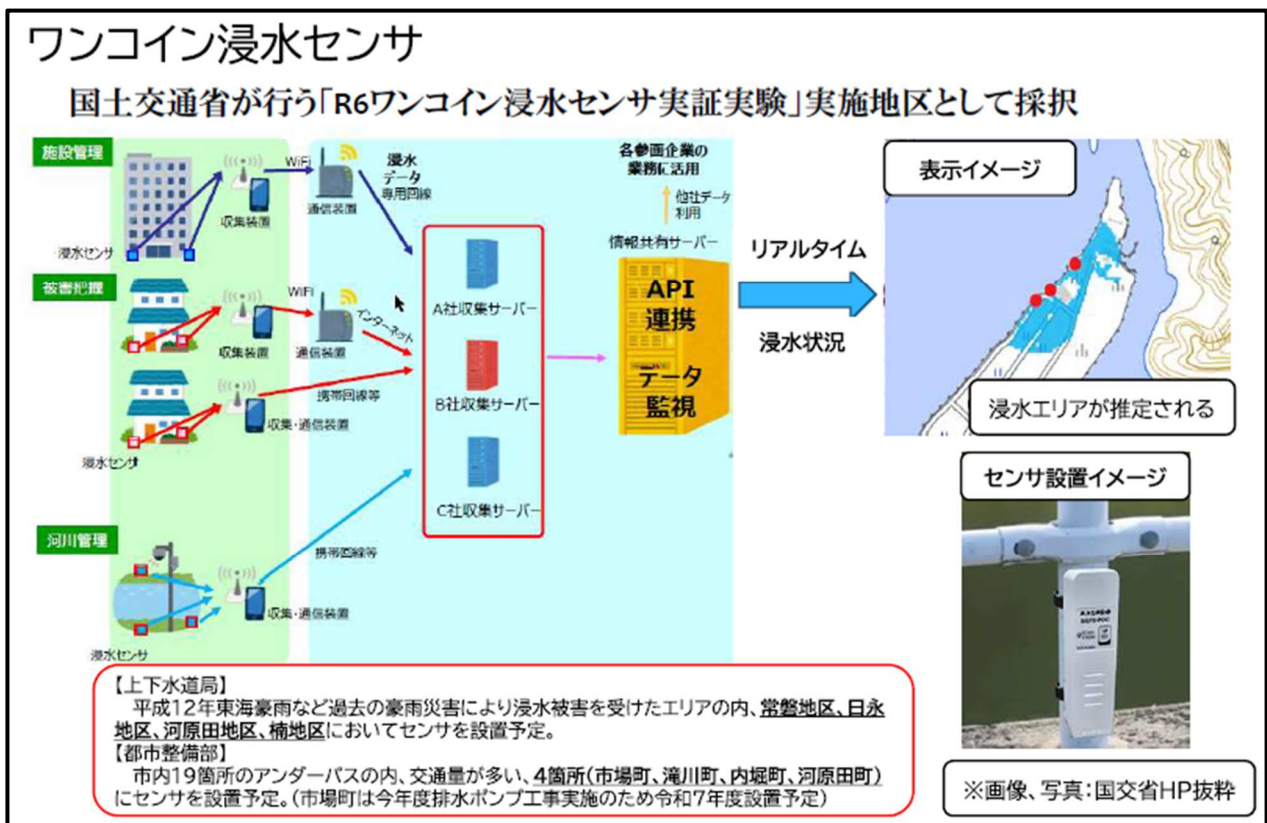 ワンコイン浸水センサ
国土交通省が行う「R6ワンコイン浸水センサ実証実験」実施地区として採択
施設管理
WiFi
収集装置
通信装置
浸水センサ
浸水
データ
専用回線
被害把握
WiFi
インターネット
収集装置
通信装置
携帯回線等
収集・通信装置
浸水センサ
河川管理
携帯回線等
収集・通信装置
浸水センサ
A社収集サーバー
B社収集サーバー
C社収集サーバー
各参画企業の
業務に活用
他社データ
利用
情報共有サーバー
API
連携
データ
監視
リアルタイム
浸水状況
表示イメージ
浸水エリアが推定される
センサ設置イメージ
※画像、写真:国交省HP抜粋
【上下水道局】
平成12年東海豪雨など過去の豪雨災害により浸水被害を受けたエリアの内、常磐地区、日永
地区、河原田地区、楠地区においてセンサを設置予定。
【都市整備部】
市内19箇所のアンダーパスの内、交通量が多い、4箇所(市場町、滝川町、内堀町、河原田町)
にセンサを設置予定。(市場町は今年度排水ポンプ工事実施のため令和7年度設置予定)